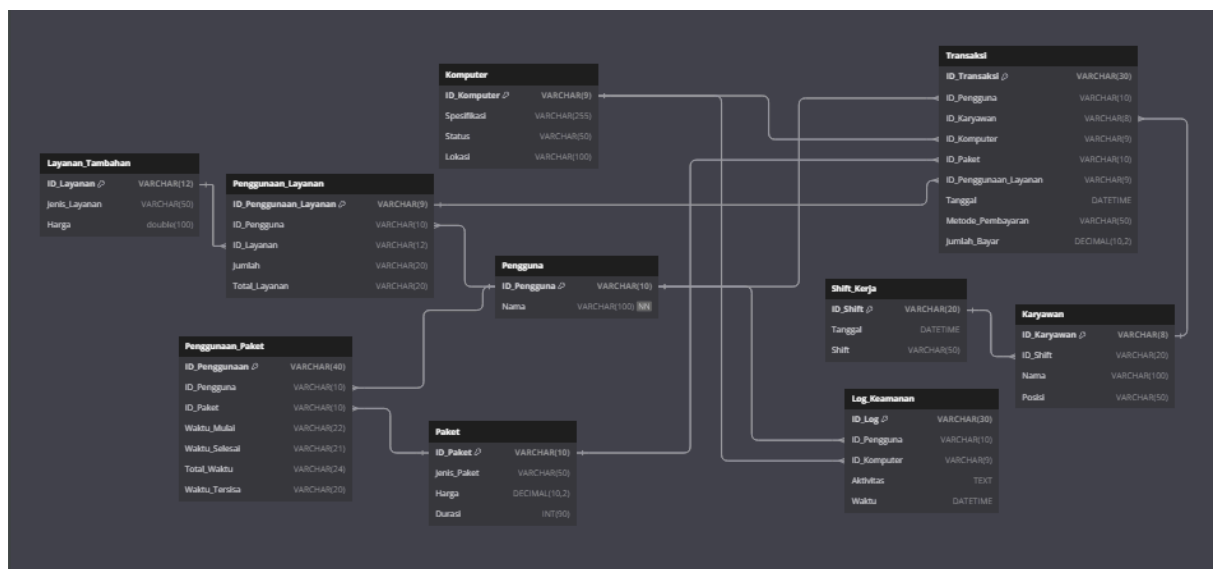 Komputer
ID_Komputer VARCHAR(9)
Spesifikasi VARCHAR(255)
Status VARCHAR(50)
Lokasi VARCHAR(100)
Transaksi
ID_Transaksi VARCHAR(30)
ID_Pengguna VARCHAR(10)
ID_Karyawan VARCHAR(8)
ID_Komputer VARCHAR(9)
ID_Paket VARCHAR(10)
ID_Penggunaan_Layanan VARCHAR(9)
Tanggal DATETIME
Metode_Pembayaran VARCHAR(50)
Jumlah_Bayar DECIMAL(10,2)
Layanan_Tambahan
ID_Layanan VARCHAR(12)
Jenis_Layanan VARCHAR(50)
Harga double(100)
Penggunaan_Layanan
ID_Penggunaan_Layanan VARCHAR(9)
ID_Pengguna VARCHAR(10)
ID_Layanan VARCHAR(12)
Jumlah VARCHAR(20)
Total_Layanan VARCHAR(20)
Pengguna
ID_Pengguna VARCHAR(10)
Nama VARCHAR(100) NN
Shift_Kerja
ID_Shift VARCHAR(20)
Tanggal DATETIME
Shift VARCHAR(50)
Karyawan
ID_Karyawan VARCHAR(8)
ID_Shift VARCHAR(20)
Nama VARCHAR(100)
Posisi VARCHAR(50)
Penggunaan_Paket
ID_Penggunaan VARCHAR(40)
ID_Pengguna VARCHAR(10)
ID_Paket VARCHAR(10)
Waktu_Mulai VARCHAR(22)
Waktu_Selesai VARCHAR(21)
Total_Waktu VARCHAR(24)
Waktu_Tersisa VARCHAR(20)
Paket
ID_Paket VARCHAR(10)
Jenis_Paket VARCHAR(50)
Harga DECIMAL(10,2)
Durasi INT(90)
Log_Keamanan
ID_Log VARCHAR(30)
ID_Pengguna VARCHAR(10)
ID_Komputer VARCHAR(9)
Aktivitas TEXT
Waktu DATETIME